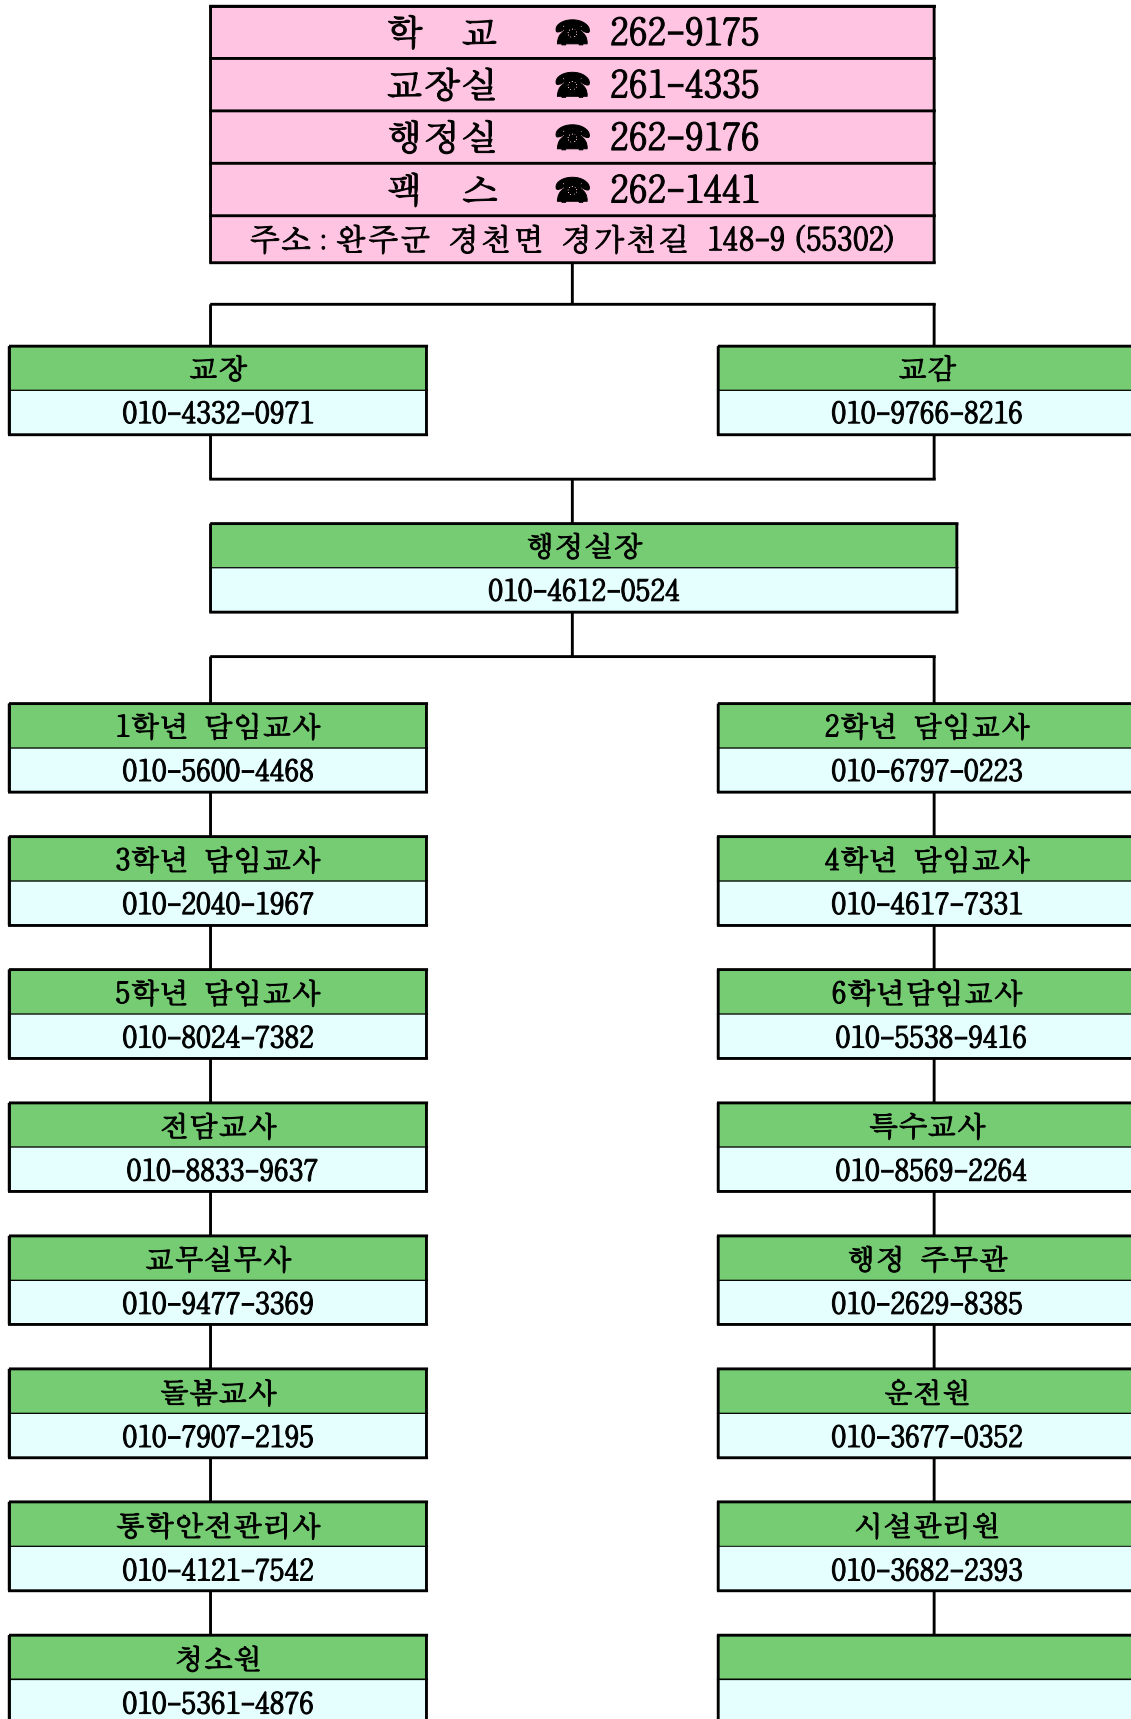 학 교 ☎ 262-9175
교장실 ☎ 261-4335
행정실 ☎ 262-9176
팩 스 ☎ 262-1441
주소 : 완주군 경천면 경가천길 148-9 (55302)
교장
010-4332-0971
교감
010-9766-8216
행정실장
010-4612-0524
1학년 담임교사
010-5600-4468
2학년 담임교사
010-6797-0223
3학년 담임교사
010-2040-1967
4학년 담임교사
010-4617-7331
5학년 담임교사
010-8024-7382
6학년담임교사
010-5538-9416
전담교사
010-8833-9637
특수교사
010-8569-2264
교무실무사
010-9477-3369
행정 주무관
010-2629-8385
돌봄교사
010-7907-2195
운전원
010-3677-0352
통학안전관리사
010-4121-7542
시설관리원
010-3682-2393
청소원
010-5361-4876